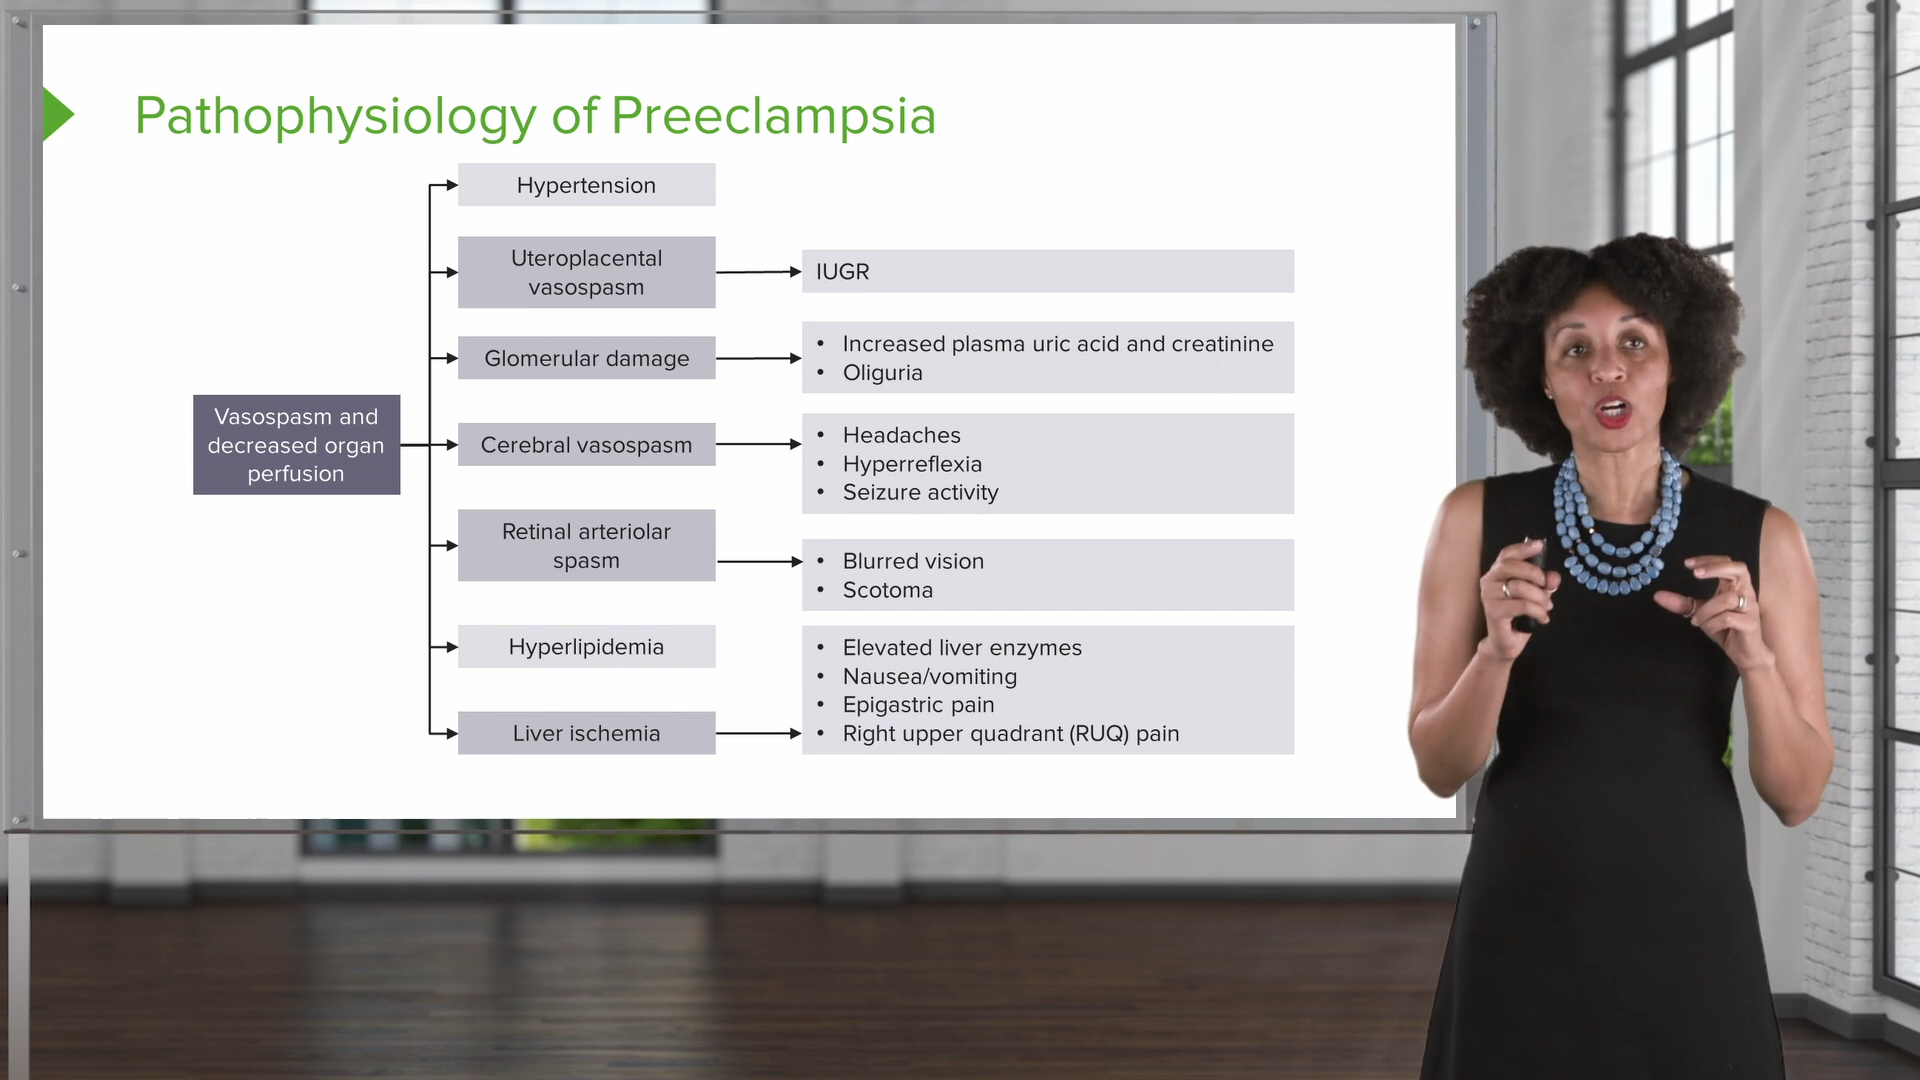 Pathophysiology of Preeclampsia
Vasospasm and
decreased organ
perfusion
Hypertension
Uteroplacental
vasospasm
IUGR
Glomerular damage
• Increased plasma uric acid and creatinine
• Oliguria
Cerebral vasospasm
• Headaches
• Hyperreflexia
• Seizure activity
Retinal arteriolar
spasm
• Blurred vision
• Scotoma
Hyperlipidemia
Liver ischemia
• Elevated liver enzymes
• Nausea/vomiting
• Epigastric pain
• Right upper quadrant (RUQ) pain